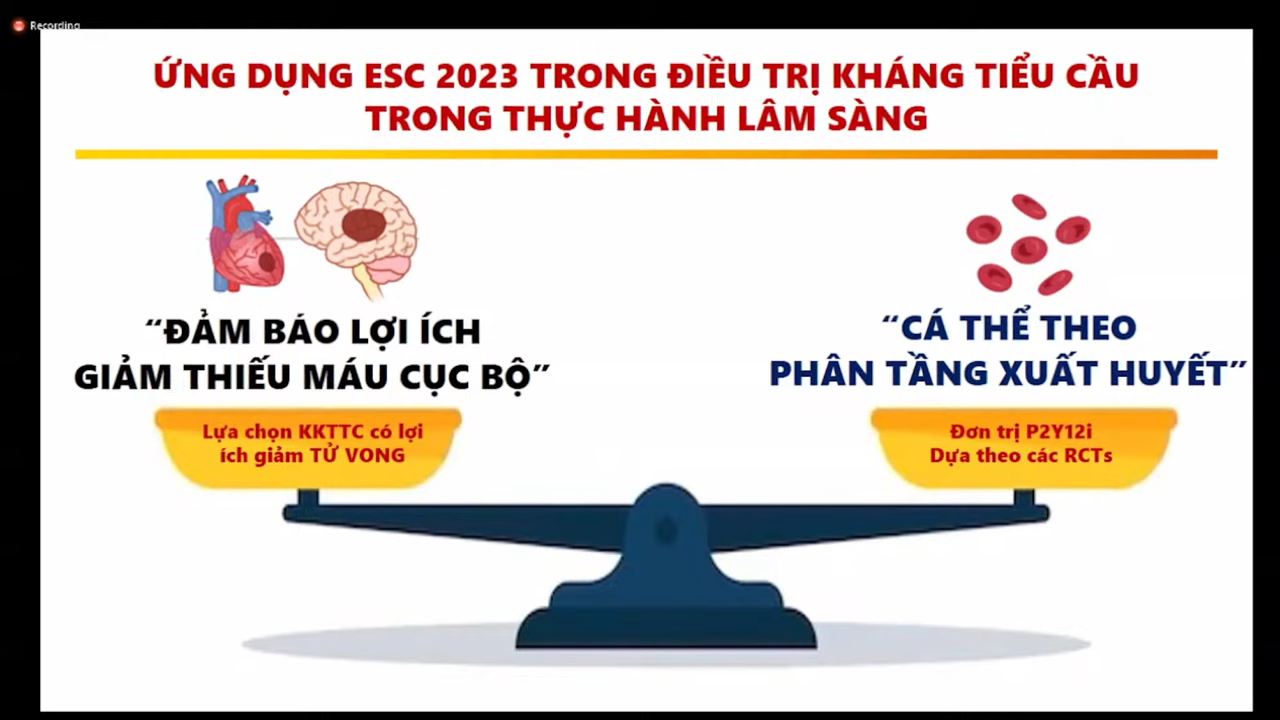 Recording
ỨNG DỤNG ESC 2023 TRONG ĐIỀU TRỊ KHÁNG TIỂU CẦU
TRONG THỰC HÀNH LÂM SÀNG
“ĐẢM BẢO LỢI ÍCH
GIẢM THIẾU MÁU CỤC BỘ”
“CÁ THỂ THEO
PHÂN TẦNG XUẤT HUYẾT”
Lựa chọn KKTTC có lợi
ích giảm TỬ VONG
Đơn trị P2Y12i
Dựa theo các RCTs